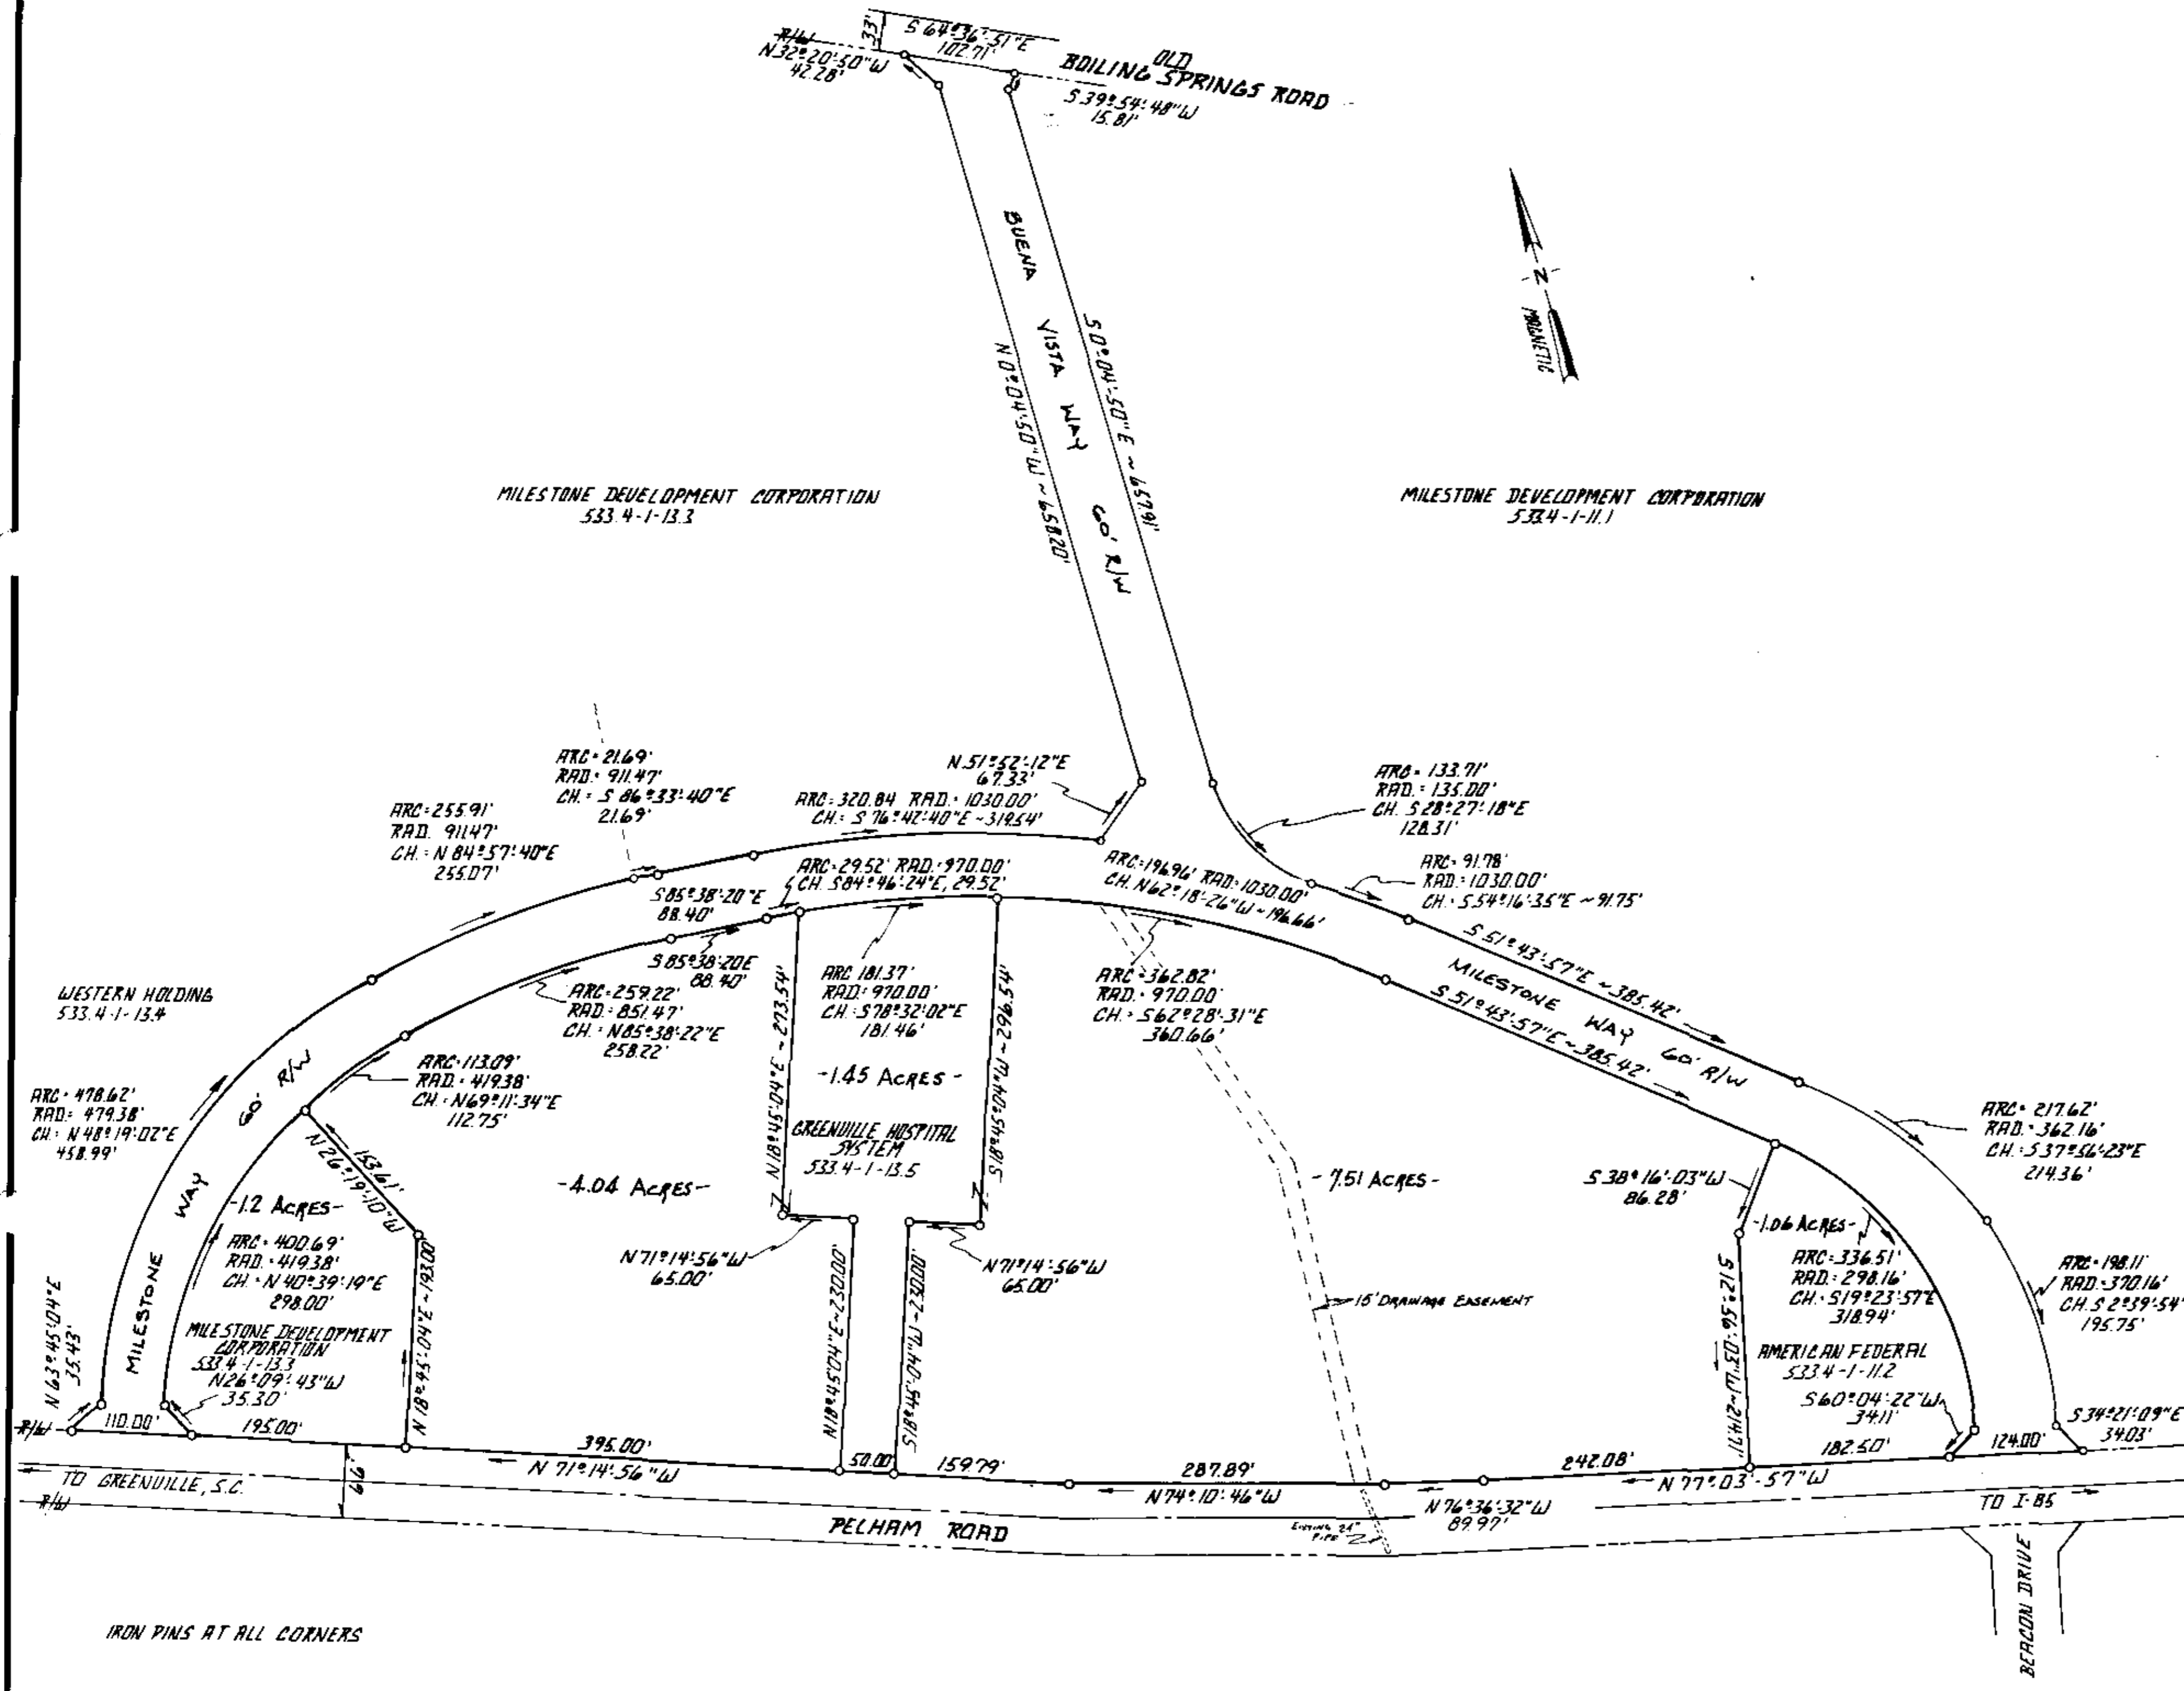 33'
S 64°36'51"E
102.71'
R/W
N 32°20'50"W
42.28'
OLD
BOILING SPRINGS ROAD
S 39°54'48"W
15.81'
BUENA VISTA WAY 60' R/W
N 0°04'50"W ~ 658.20'
S 0°04'50"E ~ 657.91'
N
MAGNETIC
MILESTONE DEVELOPMENT CORPORATION
533.4-1-13.3
MILESTONE DEVELOPMENT CORPORATION
533.4-1-11.1
ARC = 21.69'
RAD. = 911.47'
CH. = S 86°33'40"E
21.69'
N 51°52'12"E
67.33'
ARC = 320.84 RAD. = 1030.00'
CH. = S 76°42'40"E ~ 319.54'
ARC = 133.71'
RAD. = 135.00'
CH. S 28°27'18"E
128.31'
ARC = 255.91'
RAD. 911.47'
CH. = N 84°57'40"E
255.07'
ARC = 91.78'
RAD. = 1030.00'
CH. = S 54°16'35"E ~ 91.75'
ARC = 29.52' RAD. = 970.00'
CH. S 84°46'24"E, 29.52'
ARC = 196.96' RAD. = 1030.00'
CH. N 62°18'26"W ~ 196.66'
S 85°38'20"E
88.40'
S 85°38'20E
88.40'
S 51°43'57"E ~ 385.42'
MILESTONE WAY 60' R/W
S 51°43'57"E ~ 385.42'
WESTERN HOLDING
533.4-1-13.4
ARC = 259.22'
RAD. = 851.47'
CH. = N 85°38'22"E
258.22'
ARC 181.37'
RAD. = 970.00'
CH. = S 78°32'02"E
181.46'
ARC = 362.82'
RAD. = 970.00'
CH. = S 62°28'31"E
360.66'
N 18°45'04"E ~ 273.54'
S 18°45'04"W ~ 296.54'
ARC = 113.09'
RAD. = 419.38'
CH. = N 69°11'34"E
112.75'
-1.45 ACRES-
GREENVILLE HOSPITAL
SYSTEM
533.4-1-13.5
ARC = 478.62'
RAD. = 479.38'
CH. = N 48°19'02"E
458.99'
60' R/W
MILESTONE WAY
153.61'
N 26°19'10"W
ARC = 217.62'
RAD. = 362.16'
CH. = S 37°56'23"E
214.36'
-1.2 ACRES-
-4.04 ACRES-
-7.51 ACRES-
S 38°16'03"W
86.28'
-1.06 ACRES-
ARC = 400.69'
RAD. = 419.38'
CH. = N 40°39'19"E
298.00'
N 71°14'56"W
65.00'
N 71°14'56"W
65.00'
ARC = 336.51'
RAD. = 298.16'
CH. = S 19°23'57"E
318.94'
ARC = 198.11'
RAD. = 370.16'
CH. S 2°39'54"
195.75'
15' DRAINAGE EASEMENT
N 63°45'04"E
35.43'
MILESTONE DEVELOPMENT
CORPORATION
533.4-1-13.3
N 26°09'43"W
35.30'
N 18°45'04"E ~ 193.00'
N 18°45'04"E ~ 230.00'
S 18°45'04"W ~ 230.00'
S 12°56'03"W ~ 214.71'
AMERICAN FEDERAL
533.4-1-11.2
S 60°04'22"W
34.11'
S 34°21'09"E
34.03'
R/W
110.00'
195.00'
395.00'
N 71°14'56"W
50.00'
159.79'
287.89'
N 74°10'46"W
N 76°36'32"W
89.97'
242.08'
N 77°03'57"W
182.50'
124.00'
TO GREENVILLE, S.C.
R/W
PELHAM ROAD
EXISTING 24"
PIPE
TO I-85
BEACON DRIVE
IRON PINS AT ALL CORNERS